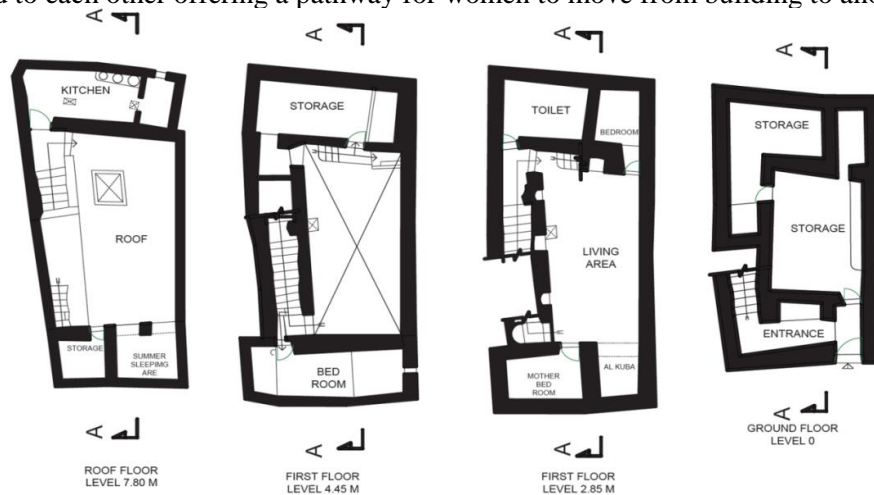 d to each other offering a pathway for women to move from building to ano
A
A
A
A
KITCHEN
ROOF
STORAGE
SUMMER
SLEEPIMG
ARE
A
ROOF FLOOR
LEVEL 7.80 M
STORAGE
BED
ROOM
A
FIRST FLOOR
LEVEL 4.45 M
TOILET
BEDROOM
LIVING
AREA
MOTHER
BED
ROOM
AL KUBA
A
FIRST FLOOR
LEVEL 2.85 M
STORAGE
STORAGE
ENTRANCE
A
GROUND FLOOR
LEVEL 0